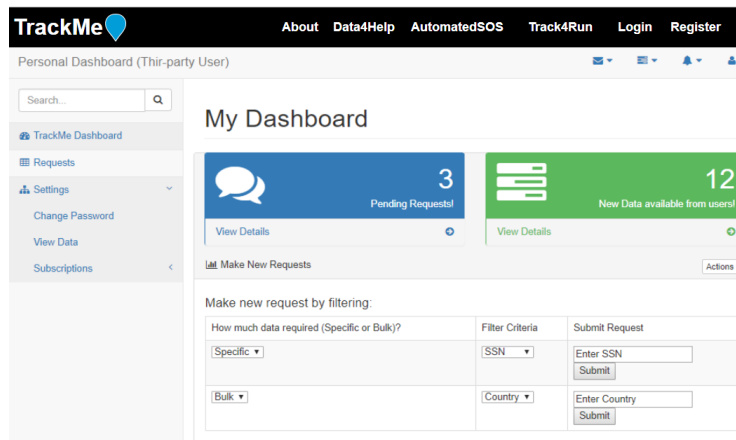 TrackMe
About Data4Help AutomatedSOS Track4Run Login Register
Personal Dashboard (Thir-party User)
Search...
TrackMe Dashboard
Requests
Settings
Change Password
View Data
Subscriptions
My Dashboard
3
Pending Requests!
View Details
12
New Data available from users!
View Details
Make New Requests
Actions
Make new request by filtering:
How much data required (Specific or Bulk)? Filter Criteria Submit Request
Specific SSN Enter SSN
Submit
Bulk Country Enter Country
Submit